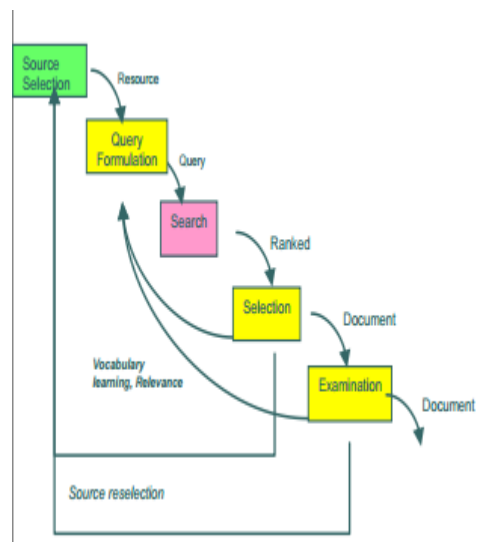 Source
Selection
Resource
Query
Formulation
Query
Search
Ranked
Selection
Document
Vocabulary
learning, Relevance
Examination
Document
Source reselection